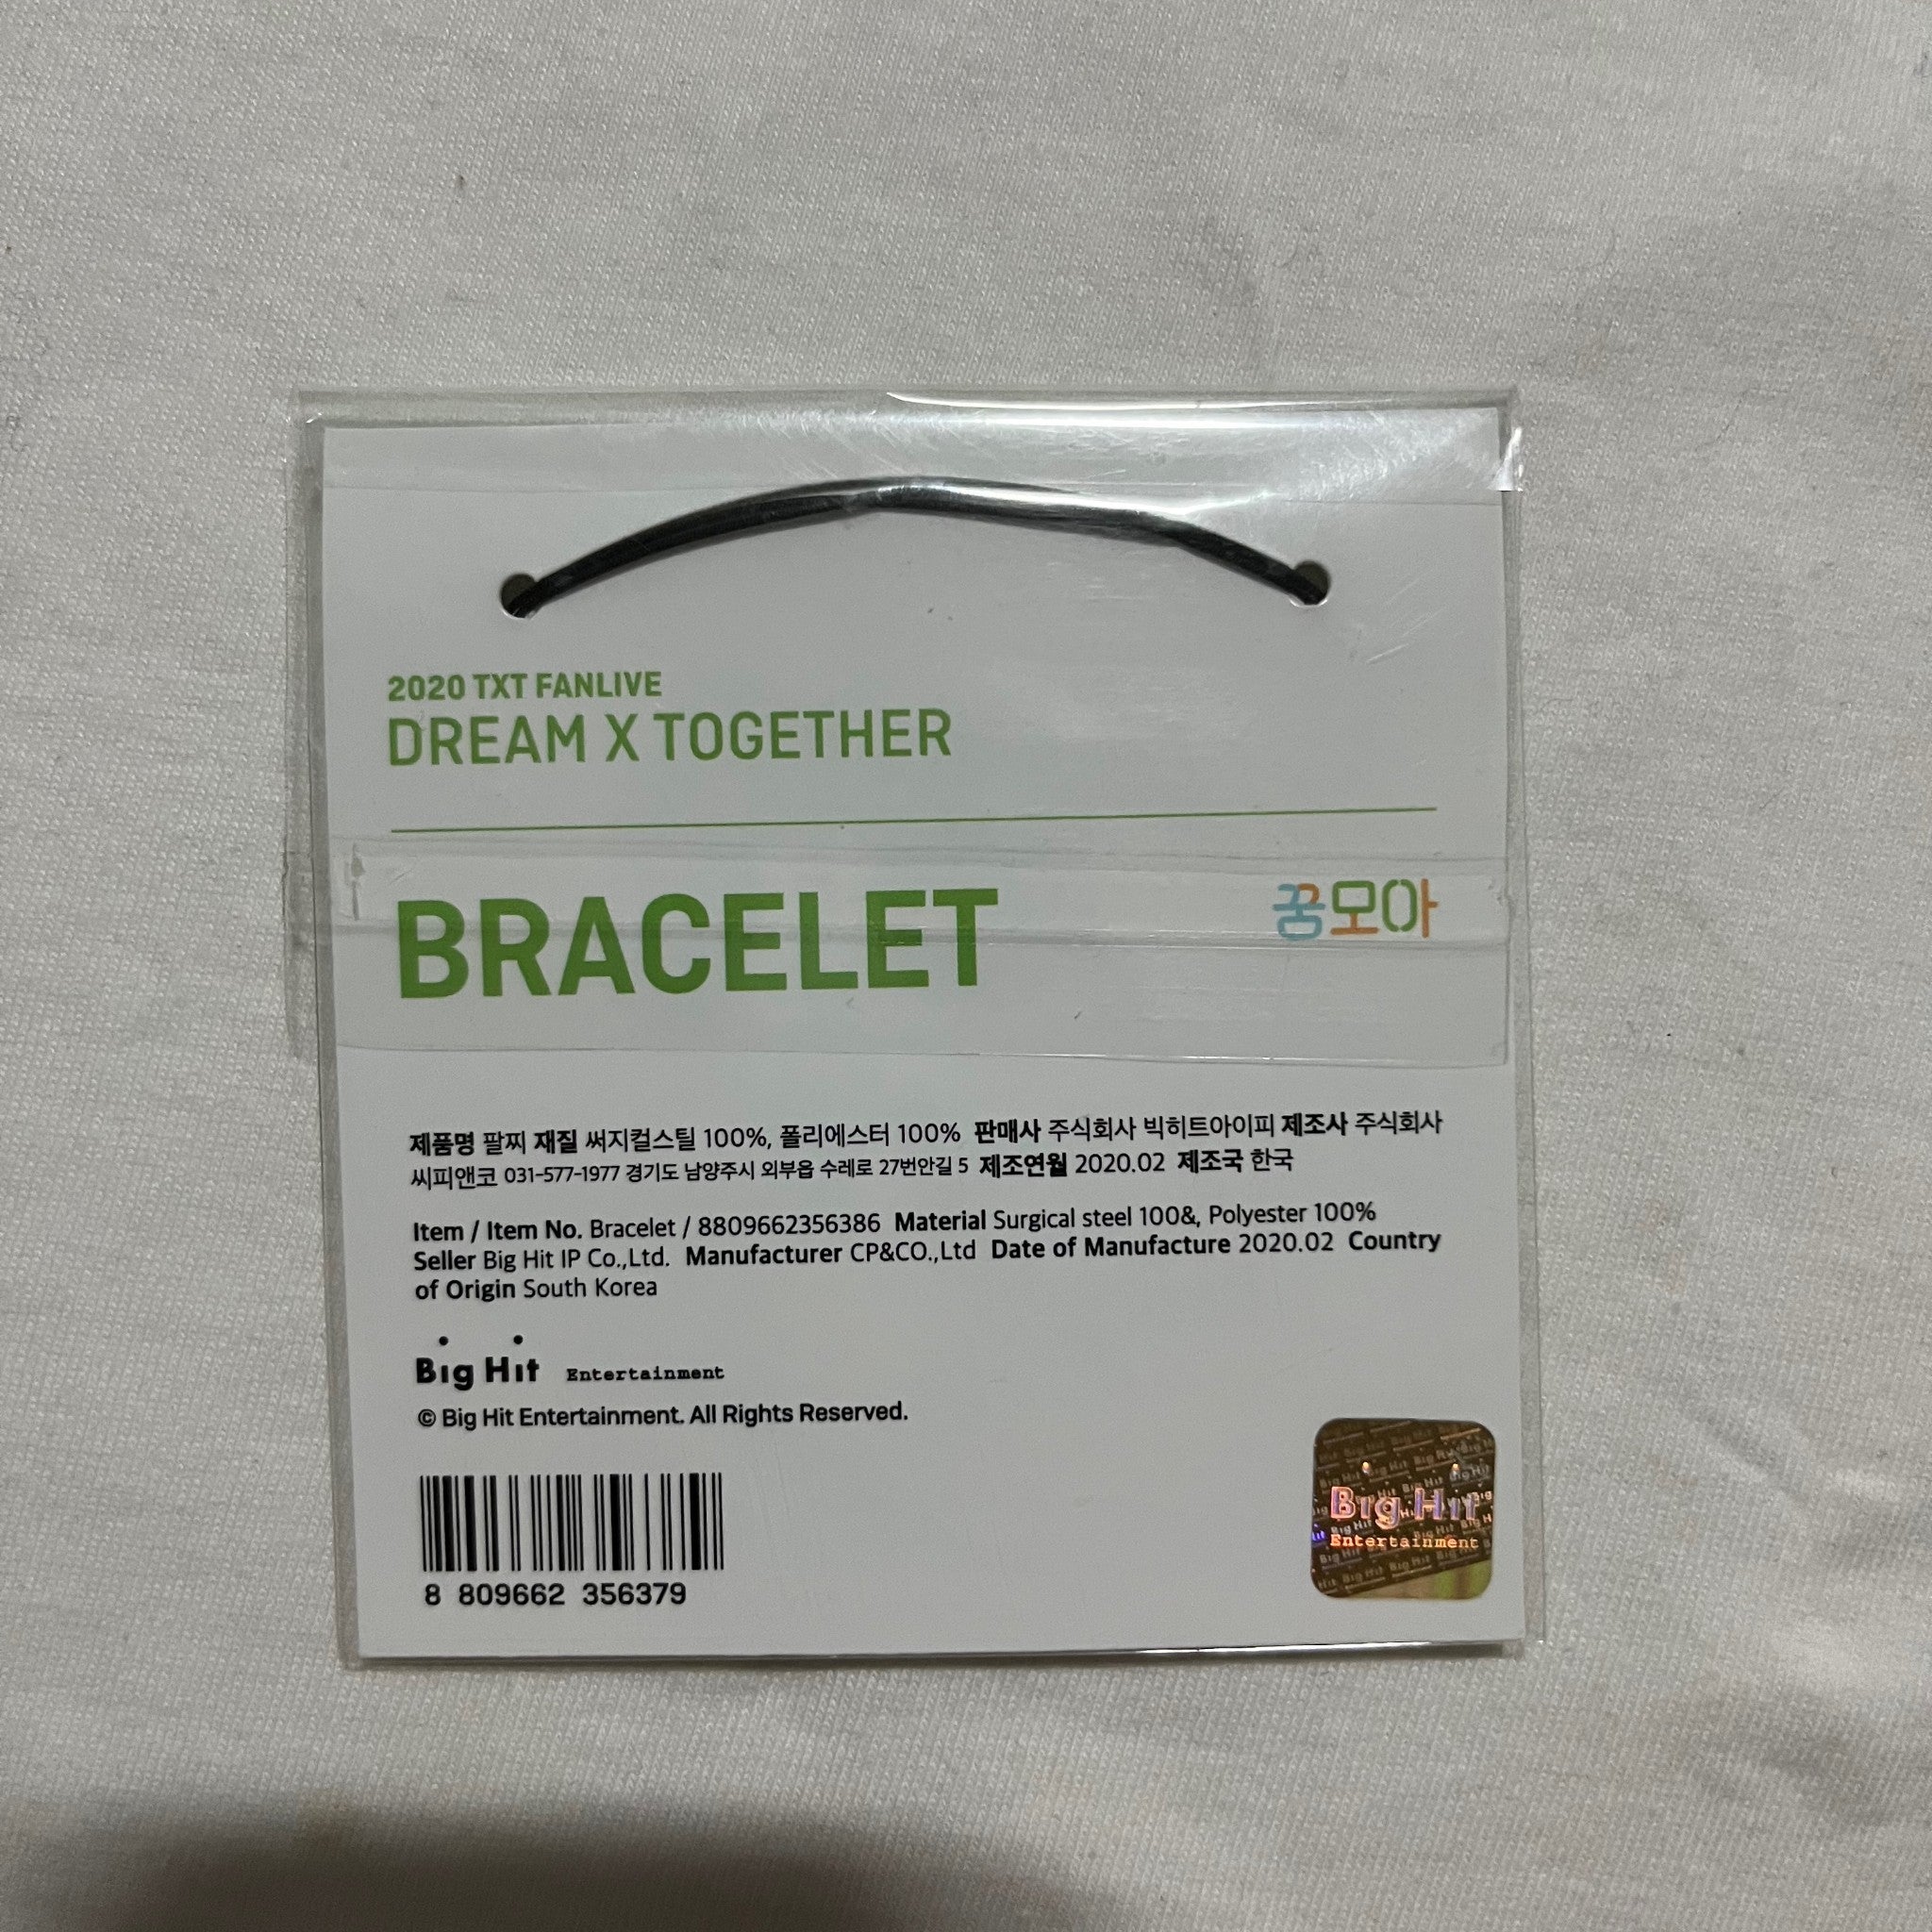 2020 TXT FANLIVE
DREAM X TOGETHER
BRACELET
꿈모아
제품명 팔찌 재질 써지컬스틸 100%, 폴리에스터 100% 판매사 주식회사 빅히트아이피 제조사 주식회사
씨피앤코 031-577-1977 경기도 남양주시 외부읍 수레로 27번안길 5 제조연월 2020.02 제조국 한국
Item / Item No. Bracelet / 8809662356386 Material Surgical steel 100&, Polyester 100%
Seller Big Hit IP Co.,Ltd. Manufacturer CP&CO.,Ltd Date of Manufacture 2020.02 Country
of Origin South Korea
Big Hit Entertainment
© Big Hit Entertainment. All Rights Reserved.
8 809662 356379
Big Hit
Entertainment